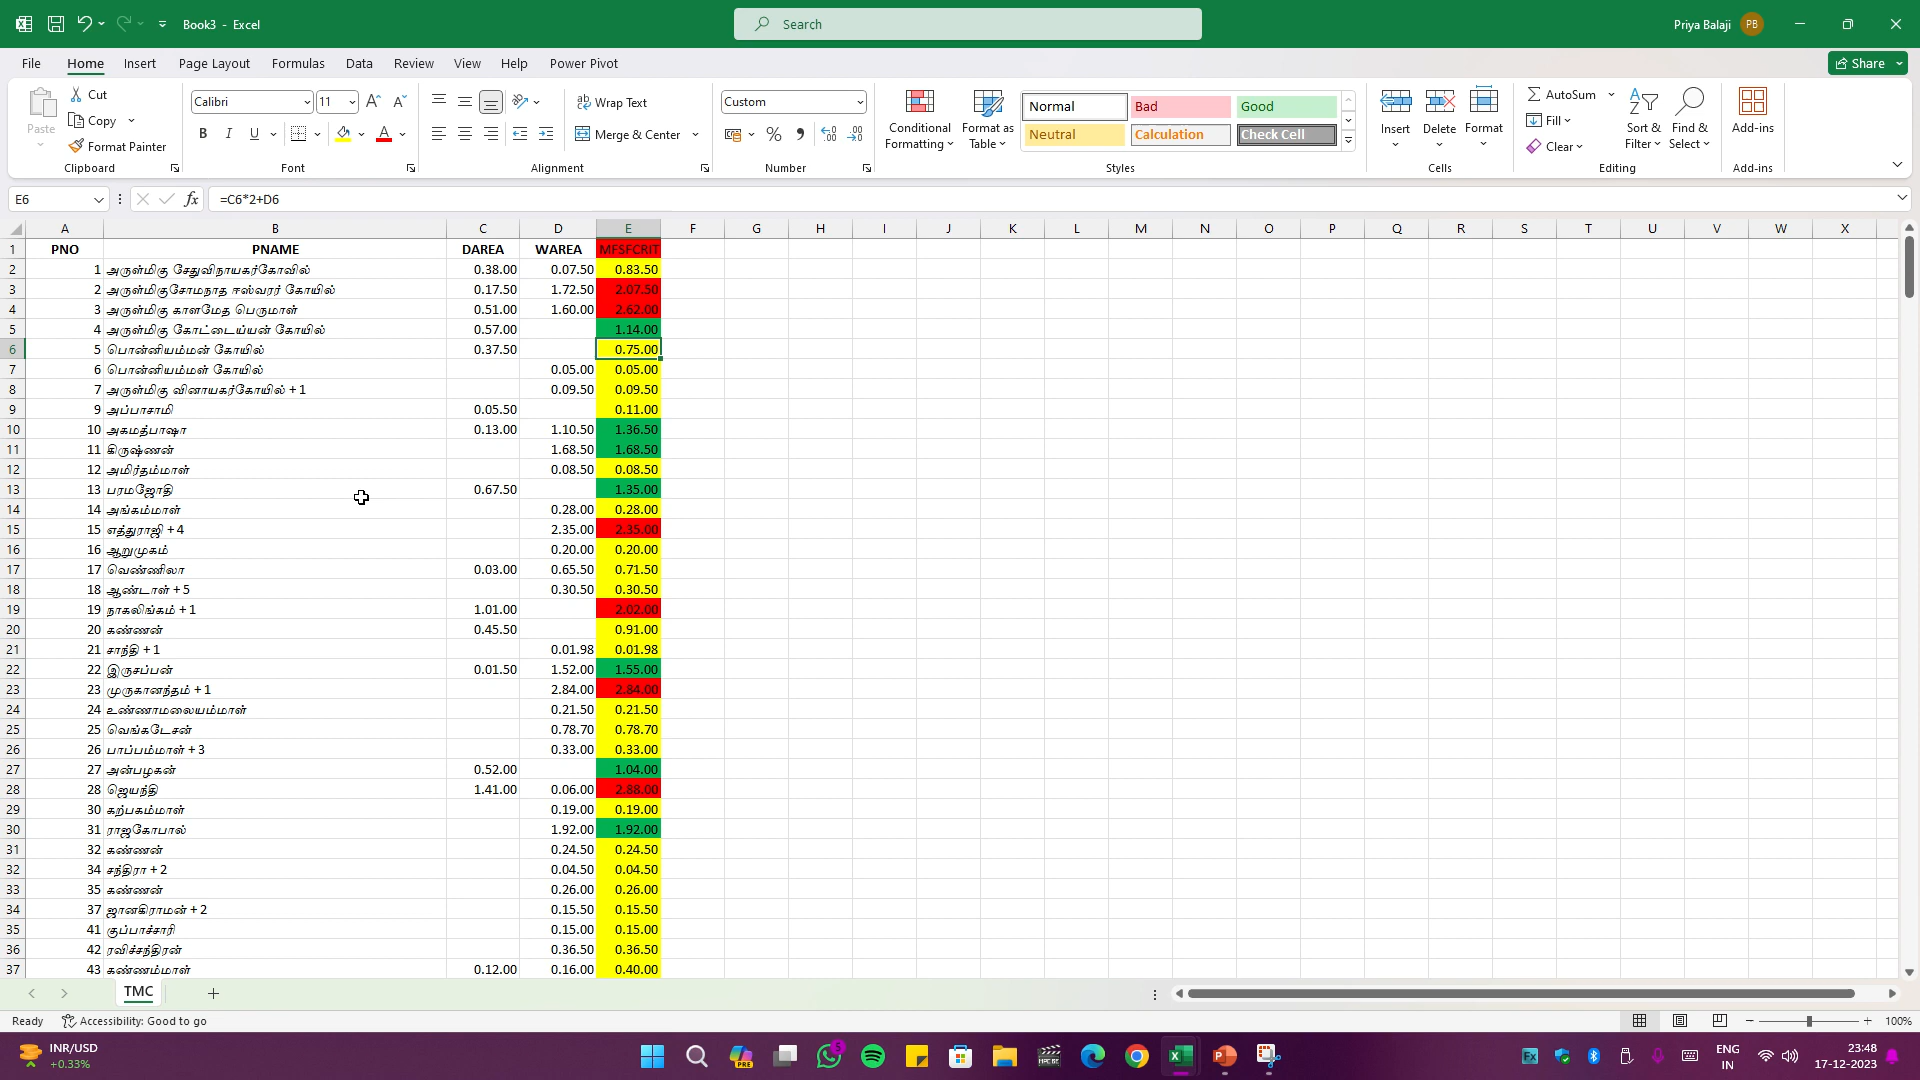 Book3 - Excel
Search
Priya Balaji PB
File Home Insert Page Layout Formulas Data Review View Help Power Pivot
Share
Paste
Cut
Copy
Format Painter
Clipboard
Calibri 11
B I U A
Font
Wrap Text
Merge & Center
Alignment
Custom
%
Number
Conditional Formatting
Format as Table
Normal Bad Good
Neutral Calculation Check Cell
Styles
Insert Delete Format
Cells
AutoSum
Fill
Clear
Sort & Filter
Find & Select
Editing
Add-ins
Add-ins
E6 fx =C6*2+D6
A B C D E F G H I J K L M N O P Q R S T U V W X
1 PNO PNAME DAREA WAREA MFSFCRIT
2 1 அருள்மிகு சேதுவிநாயகர்கோவில் 0.38.00 0.07.50 0.83.50
3 2 அருள்மிகுசோமநாத ஈஸ்வரர் கோயில் 0.17.50 1.72.50 2.07.50
4 3 அருள்மிகு காளமேத பெருமாள் 0.51.00 1.60.00 2.62.00
5 4 அருள்மிகு கோட்டைய்யன் கோயில் 0.57.00 1.14.00
6 5 பொன்னியம்மன் கோயில் 0.37.50 0.75.00
7 6 பொன்னியம்மள் கோயில் 0.05.00 0.05.00
8 7 அருள்மிகு வினாயகர்கோயில் + 1 0.09.50 0.09.50
9 9 அப்பாசாமி 0.05.50 0.11.00
10 10 அகமத்பாஷா 0.13.00 1.10.50 1.36.50
11 11 கிருஷ்ணன் 1.68.50 1.68.50
12 12 அமிர்தம்மாள் 0.08.50 0.08.50
13 13 பரமஜோதி 0.67.50 1.35.00
14 14 அங்கம்மாள் 0.28.00 0.28.00
15 15 எத்துராஜி + 4 2.35.00 2.35.00
16 16 ஆறுமுகம் 0.20.00 0.20.00
17 17 வெண்ணிலா 0.03.00 0.65.50 0.71.50
18 18 ஆண்டாள் + 5 0.30.50 0.30.50
19 19 நாகலிங்கம் + 1 1.01.00 2.02.00
20 20 கண்ணன் 0.45.50 0.91.00
21 21 சாந்தி + 1 0.01.98 0.01.98
22 22 இருசப்பன் 0.01.50 1.52.00 1.55.00
23 23 முருகானந்தம் + 1 2.84.00 2.84.00
24 24 உண்ணாமலையம்மாள் 0.21.50 0.21.50
25 25 வெங்கடேசன் 0.78.70 0.78.70
26 26 பாப்பம்மாள் + 3 0.33.00 0.33.00
27 27 அன்பழகன் 0.52.00 1.04.00
28 28 ஜெயந்தி 1.41.00 0.06.00 2.88.00
29 30 கற்பகம்மாள் 0.19.00 0.19.00
30 31 ராஜகோபால் 1.92.00 1.92.00
31 32 கண்ணன் 0.24.50 0.24.50
32 34 சந்திரா + 2 0.04.50 0.04.50
33 35 கண்ணன் 0.26.00 0.26.00
34 37 ஜானகிராமன் + 2 0.15.50 0.15.50
35 41 குப்பாச்சாரி 0.15.00 0.15.00
36 42 ரவிச்சந்திரன் 0.36.50 0.36.50
37 43 கண்ணம்மாள் 0.12.00 0.16.00 0.40.00
TMC
Ready Accessibility: Good to go 100%
INR/USD
+0.33%
ENG
IN
23:48
17-12-2023